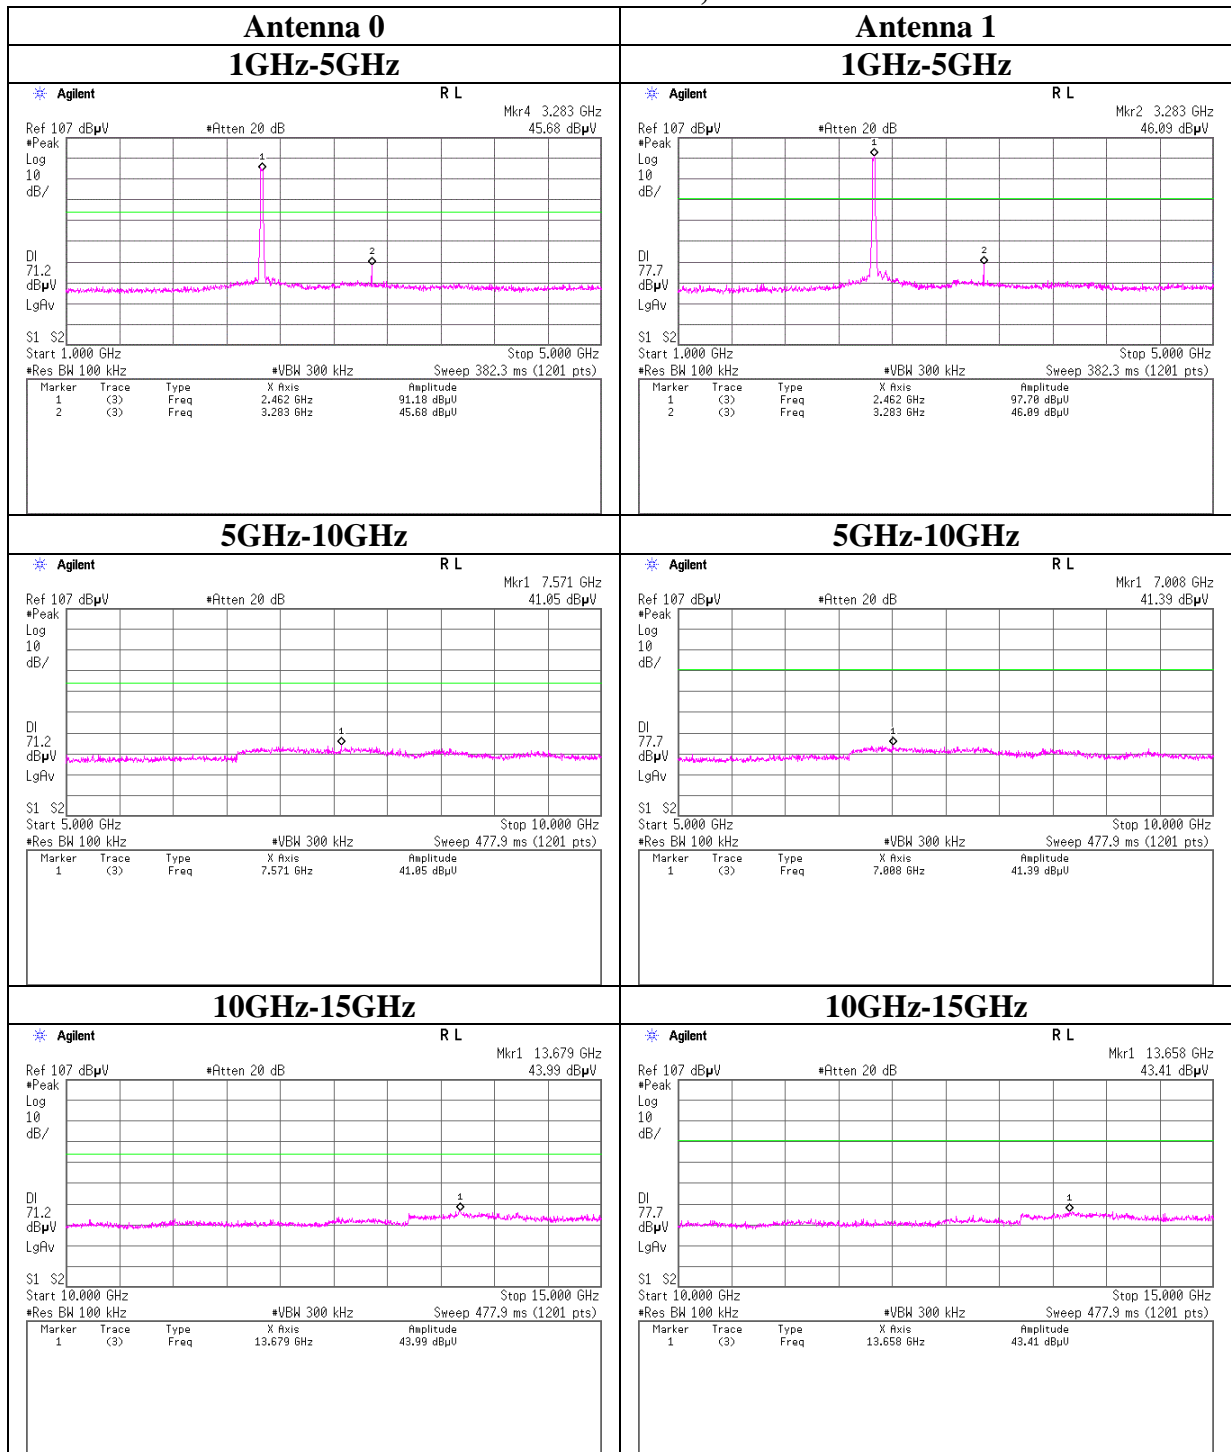 Antenna 0 Antenna 1
1GHz-5GHz 1GHz-5GHz
Agilent R L
Mkr4 3.283 GHz
Ref 107 dBµV #Atten 20 dB 45.68 dBµV
#Peak
Log
10
dB/
1
2
DI
71.2
dBµV
LgAv
S1 S2
Start 1.000 GHz Stop 5.000 GHz
#Res BW 100 kHz #VBW 300 kHz Sweep 382.3 ms (1201 pts)
Marker Trace Type X Axis Amplitude
1 (3) Freq 2.462 GHz 91.18 dBµV
2 (3) Freq 3.283 GHz 45.68 dBµV
Agilent R L
Mkr2 3.283 GHz
Ref 107 dBµV #Atten 20 dB 46.09 dBµV
#Peak
Log
10
dB/
1
2
DI
77.7
dBµV
LgAv
S1 S2
Start 1.000 GHz Stop 5.000 GHz
#Res BW 100 kHz #VBW 300 kHz Sweep 382.3 ms (1201 pts)
Marker Trace Type X Axis Amplitude
1 (3) Freq 2.462 GHz 97.70 dBµV
2 (3) Freq 3.283 GHz 46.09 dBµV
5GHz-10GHz 5GHz-10GHz
Agilent R L
Mkr1 7.571 GHz
Ref 107 dBµV #Atten 20 dB 41.05 dBµV
#Peak
Log
10
dB/
1
DI
71.2
dBµV
LgAv
S1 S2
Start 5.000 GHz Stop 10.000 GHz
#Res BW 100 kHz #VBW 300 kHz Sweep 477.9 ms (1201 pts)
Marker Trace Type X Axis Amplitude
1 (3) Freq 7.571 GHz 41.05 dBµV
Agilent R L
Mkr1 7.008 GHz
Ref 107 dBµV #Atten 20 dB 41.39 dBµV
#Peak
Log
10
dB/
1
DI
77.7
dBµV
LgAv
S1 S2
Start 5.000 GHz Stop 10.000 GHz
#Res BW 100 kHz #VBW 300 kHz Sweep 477.9 ms (1201 pts)
Marker Trace Type X Axis Amplitude
1 (3) Freq 7.008 GHz 41.39 dBµV
10GHz-15GHz 10GHz-15GHz
Agilent R L
Mkr1 13.679 GHz
Ref 107 dBµV #Atten 20 dB 43.99 dBµV
#Peak
Log
10
dB/
1
DI
71.2
dBµV
LgAv
S1 S2
Start 10.000 GHz Stop 15.000 GHz
#Res BW 100 kHz #VBW 300 kHz Sweep 477.9 ms (1201 pts)
Marker Trace Type X Axis Amplitude
1 (3) Freq 13.679 GHz 43.99 dBµV
Agilent R L
Mkr1 13.658 GHz
Ref 107 dBµV #Atten 20 dB 43.41 dBµV
#Peak
Log
10
dB/
1
DI
77.7
dBµV
LgAv
S1 S2
Start 10.000 GHz Stop 15.000 GHz
#Res BW 100 kHz #VBW 300 kHz Sweep 477.9 ms (1201 pts)
Marker Trace Type X Axis Amplitude
1 (3) Freq 13.658 GHz 43.41 dBµV